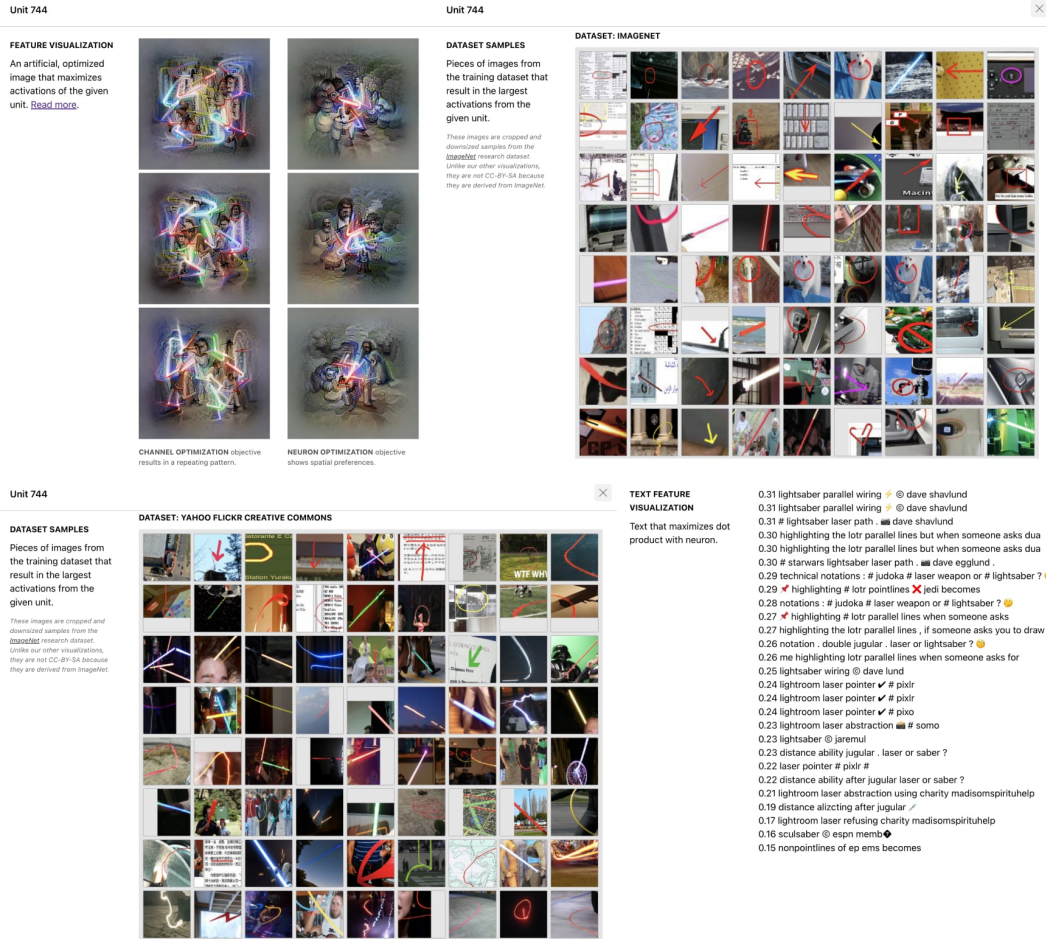 Unit 744
FEATURE VISUALIZATION
An artificial, optimized
image that maximizes
activations of the given
unit. Read more.
CHANNEL OPTIMIZATION objective
results in a repeating pattern.
NEURON OPTIMIZATION objective
shows spatial preferences.
Unit 744
DATASET SAMPLES
Pieces of images from
the training dataset that
result in the largest
activations from the
given unit.
These images are cropped and
downsized samples from the
ImageNet research dataset.
Unlike our other visualizations,
they are not CC-BY-SA because
they are derived from ImageNet.
DATASET: IMAGENET
Macin
Unit 744
DATASET SAMPLES
Pieces of images from
the training dataset that
result in the largest
activations from the
given unit.
These images are cropped and
downsized samples from the
ImageNet research dataset.
Unlike our other visualizations,
they are not CC-BY-SA because
they are derived from ImageNet.
DATASET: YAHOO FLICKR CREATIVE COMMONS
istorante E Ca
Station Yuraku
WTF WHY
TEXT FEATURE
VISUALIZATION
Text that maximizes dot
product with neuron.
0.31 lightsaber parallel wiring ⚡ © dave shavlund
0.31 lightsaber parallel wiring ⚡ © dave shavlund
0.31 # lightsaber laser path . 📷 dave shavlund
0.30 highlighting the lotr parallel lines but when someone asks dua
0.30 highlighting the lotr parallel lines but when someone asks dua
0.30 # starwars lightsaber laser path . 📷 dave egglund .
0.29 technical notations : # judoka # laser weapon or # lightsaber ?
0.29 📌 highlighting # lotr pointlines ❌ jedi becomes
0.28 notations : # judoka # laser weapon or # lightsaber ? 🤔
0.27 📌 highlighting # lotr parallel lines when someone asks
0.27 highlighting the lotr parallel lines , if someone asks you to draw
0.26 notation . double jugular . laser or lightsaber ? 🤔
0.26 me highlighting lotr parallel lines when someone asks for
0.25 lightsaber wiring © dave lund
0.24 lightroom laser pointer ✔ # pixlr
0.24 lightroom laser pointer ✔ # pixlr
0.24 lightroom laser pointer ✔ # pixo
0.23 lightroom laser abstraction 📸 # somo
0.23 lightsaber © jaremul
0.23 distance ability jugular . laser or saber ?
0.22 laser pointer # pixlr #
0.22 distance ability after jugular laser or saber ?
0.21 lightroom laser abstraction using charity madisomspirituhelp
0.19 distance alizcting after jugular
0.17 lightroom laser refusing charity madisomspirituhelp
0.16 sculsaber © espn memb�
0.15 nonpointlines of ep ems becomes